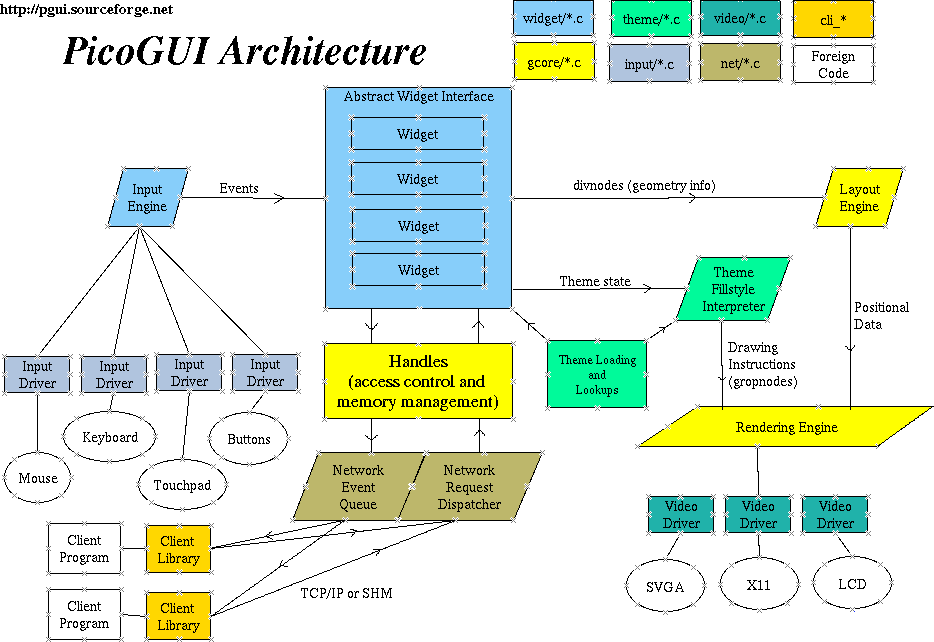 http://pgui.sourceforge.net
PicoGUI Architecture
widget/*.c
theme/*.c
video/*.c
cli_*
gcore/*.c
input/*.c
net/*.c
Foreign
Code
Abstract Widget Interface
Widget
Widget
Widget
Widget
Input
Engine
Events
divnodes (geometry info)
Layout
Engine
Theme state
Theme
Fillstyle
Interpreter
Positional
Data
Drawing
Instructions
(gropnodes)
Theme Loading
and
Lookups
Handles
(access control and
memory management)
Input
Driver
Input
Driver
Input
Driver
Input
Driver
Mouse
Keyboard
Touchpad
Buttons
Rendering Engine
Network
Event
Queue
Network
Request
Dispatcher
Video
Driver
Video
Driver
Video
Driver
SVGA
X11
LCD
Client
Program
Client
Library
TCP/IP or SHM
Client
Program
Client
Library